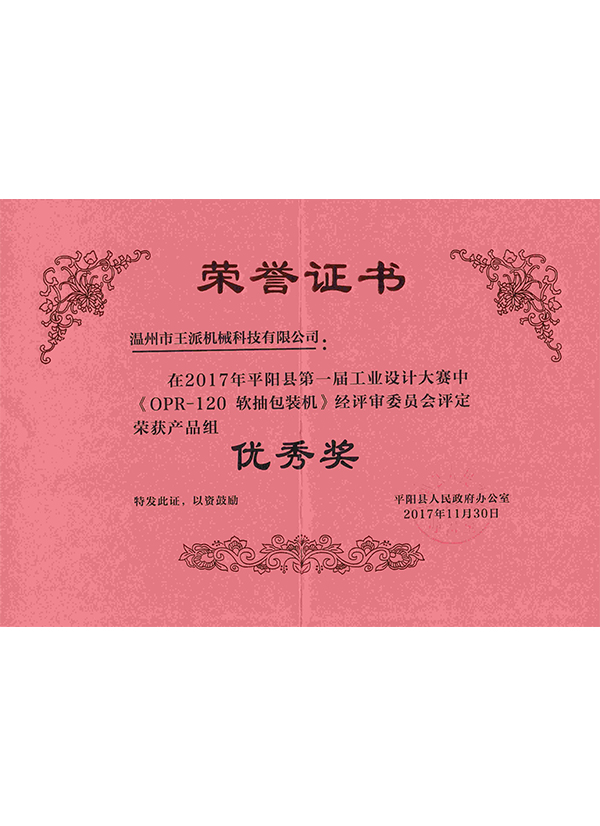 荣誉证书
温州市王派机械科技有限公司：
在2017年平阳县第一届工业设计大赛中
《OPR-120 软抽包装机》经评审委员会评定
荣获产品组
优秀奖
特发此证，以资鼓励
平阳县人民政府办公室
2017年11月30日